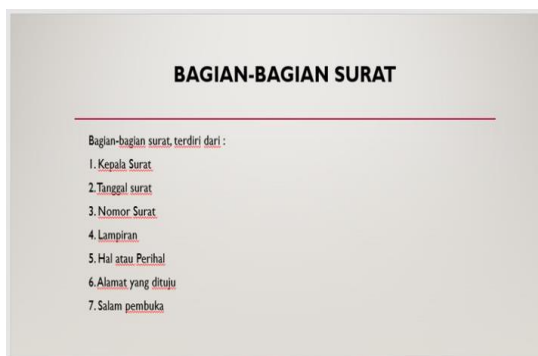 BAGIAN-BAGIAN SURAT
Bagian-bagian surat, terdiri dari :
1. Kepala Surat
2. Tanggal surat
3. Nomor Surat
4. Lampiran
5. Hal atau Perihal
6. Alamat yang dituju
7. Salam pembuka